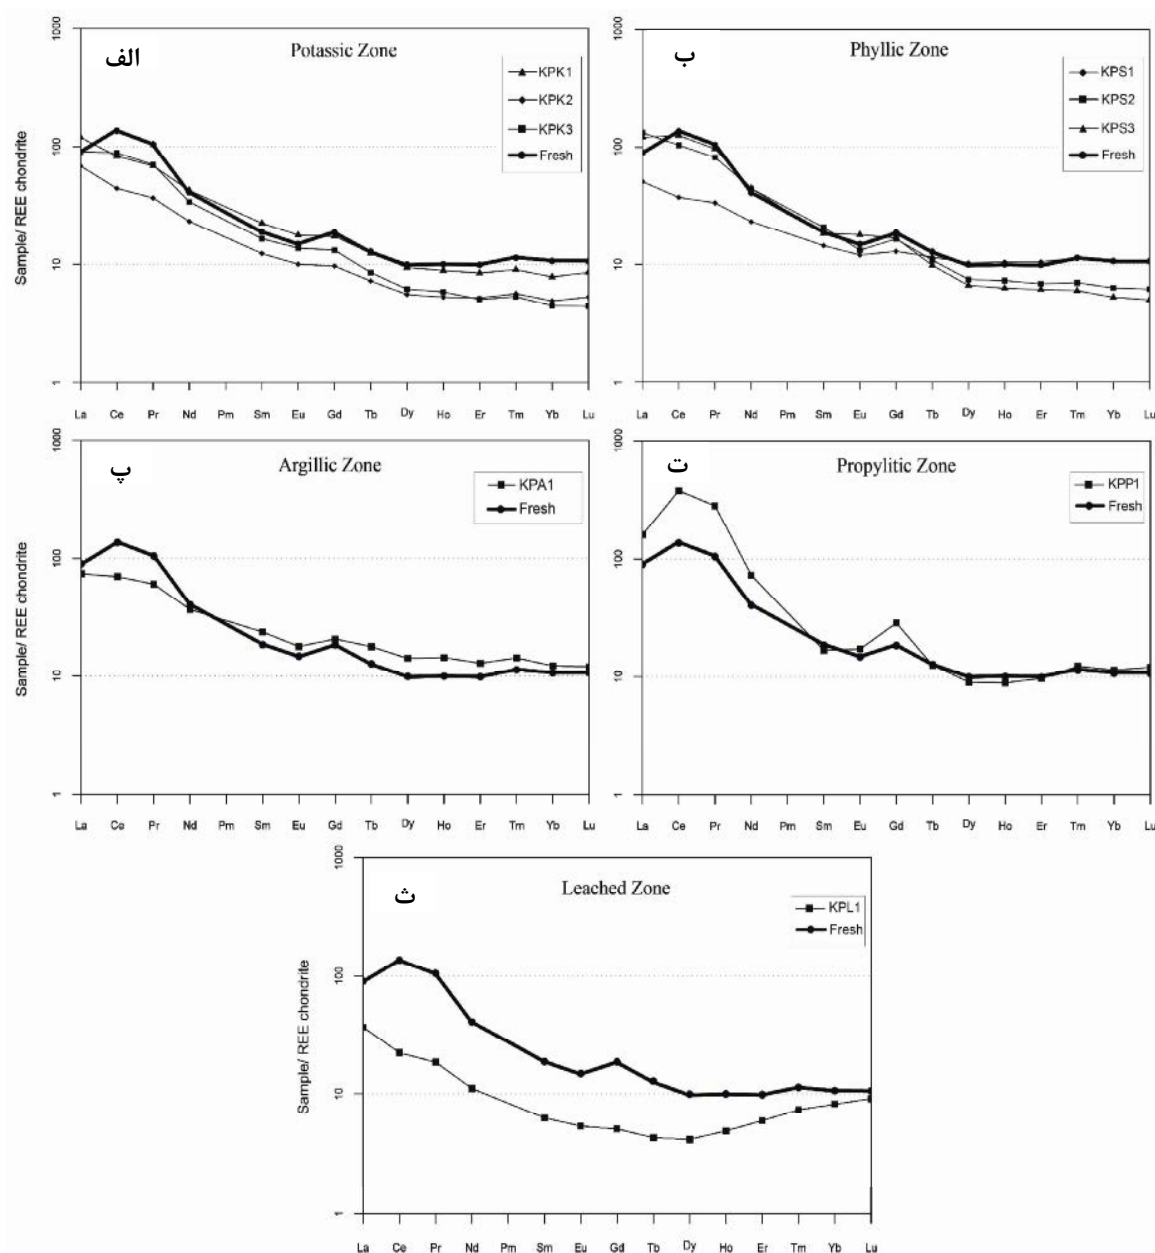 الف
Potassic Zone
KPK1
KPK2
KPK3
Fresh
Sample/ REE chondrite
1000
100
10
1
La Ce Pr Nd Pm Sm Eu Gd Tb Dy Ho Er Tm Yb Lu
ب
Phyllic Zone
KPS1
KPS2
KPS3
Fresh
1000
100
10
1
La Ce Pr Nd Pm Sm Eu Gd Tb Dy Ho Er Tm Yb Lu
پ
Argillic Zone
KPA1
Fresh
Sample/ REE chondrite
1000
100
10
1
La Ce Pr Nd Pm Sm Eu Gd Tb Dy Ho Er Tm Yb Lu
ت
Propylitic Zone
KPP1
Fresh
1000
100
10
1
La Ce Pr Nd Pm Sm Eu Gd Tb Dy Ho Er Tm Yb Lu
ث
Leached Zone
KPL1
Fresh
Sample/ REE chondrite
1000
100
10
1
La Ce Pr Nd Pm Sm Eu Gd Tb Dy Ho Er Tm Yb Lu